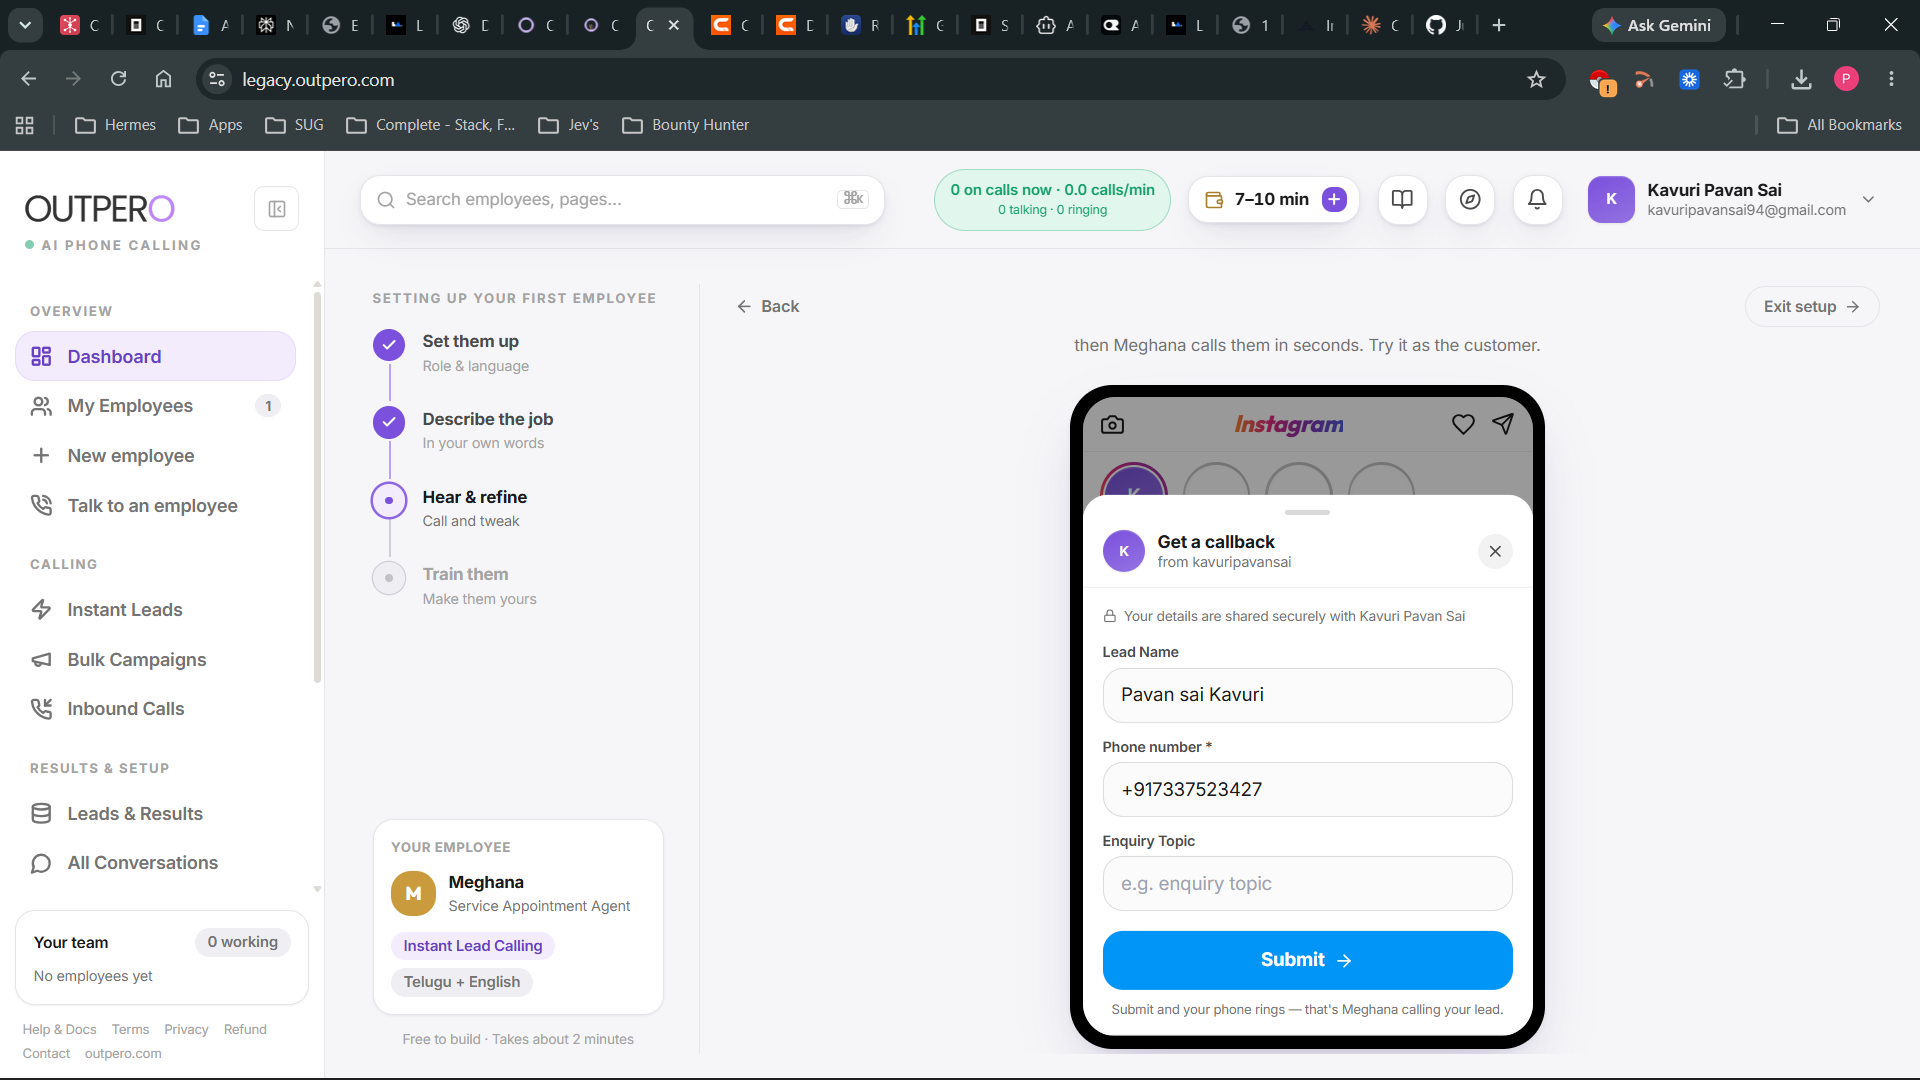 Ask Gemini
legacy.outpero.com
Hermes
Apps
SUG
Complete - Stack, F...
Jev's
Bounty Hunter
All Bookmarks
OUTPERO
AI PHONE CALLING
Search employees, pages...
⌘K
0 on calls now · 0.0 calls/min
0 talking · 0 ringing
7–10 min
K
Kavuri Pavan Sai
kavuripavansai94@gmail.com
OVERVIEW
Dashboard
My Employees 1
New employee
Talk to an employee
CALLING
Instant Leads
Bulk Campaigns
Inbound Calls
RESULTS & SETUP
Leads & Results
All Conversations
Your team
0 working
No employees yet
Help & Docs Terms Privacy Refund
Contact outpero.com
SETTING UP YOUR FIRST EMPLOYEE
Set them up
Role & language
Describe the job
In your own words
Hear & refine
Call and tweak
Train them
Make them yours
YOUR EMPLOYEE
M
Meghana
Service Appointment Agent
Instant Lead Calling
Telugu + English
Free to build · Takes about 2 minutes
Back
Exit setup
then Meghana calls them in seconds. Try it as the customer.
Instagram
K
Get a callback
from kavuripavansai
Your details are shared securely with Kavuri Pavan Sai
Lead Name
Pavan sai Kavuri
Phone number *
+917337523427
Enquiry Topic
e.g. enquiry topic
Submit
Submit and your phone rings — that's Meghana calling your lead.